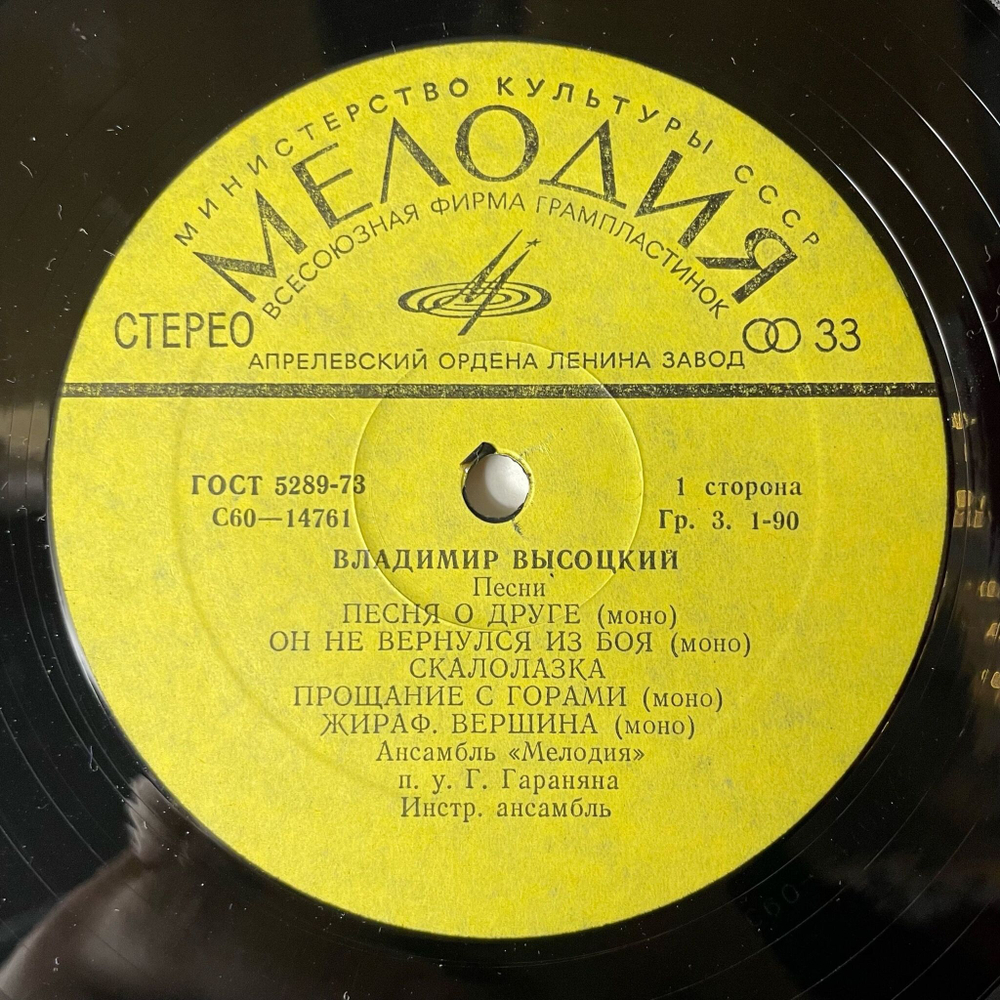 МИНИСТЕРСТВО КУЛЬТУРЫ СССР
МЕЛОДИЯ
ВСЕСОЮЗНАЯ ФИРМА ГРАМПЛАСТИНОК
СТЕРЕО
33
АПРЕЛЕВСКИЙ ОРДЕНА ЛЕНИНА ЗАВОД
ГОСТ 5289-73
1 сторона
С60—14761
Гр. 3. 1-90
ВЛАДИМИР ВЫСОЦКИЙ
Песни
ПЕСНЯ О ДРУГЕ (моно)
ОН НЕ ВЕРНУЛСЯ ИЗ БОЯ (моно)
СКАЛОЛАЗКА
ПРОЩАНИЕ С ГОРАМИ (моно)
ЖИРАФ. ВЕРШИНА (моно)
Ансамбль «Мелодия»
п. у. Г. Гараняна
Инстр. ансамбль